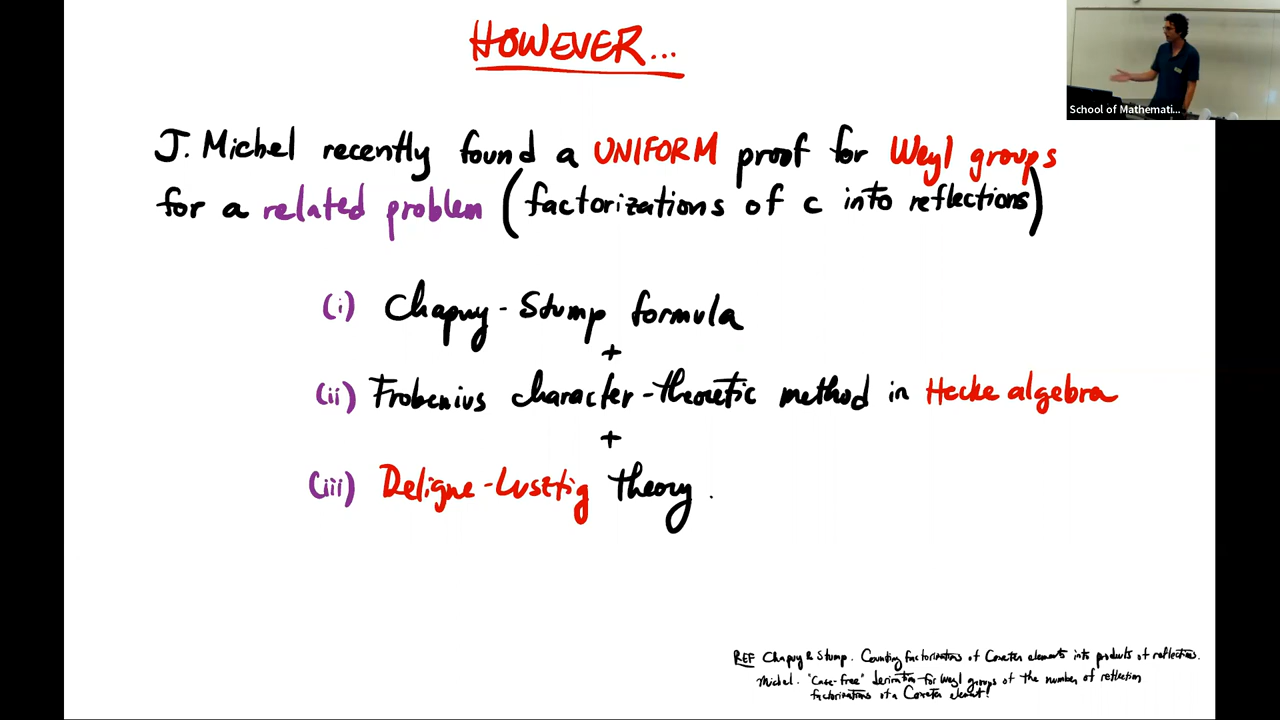 HOWEVER...
School of Mathemati...
J. Michel recently found a UNIFORM proof for Weyl groups
for a related problem (factorizations of c into reflections)
(i) Chapuy-Stump formula
+
(ii) Frobenius character-theoretic method in Hecke algebra
+
(iii) Deligne-Lusztig theory.
REF Chapuy & Stump. Counting factorizations of Coxeter elements into products of reflections.
Michel. "Case-free" derivation for Weyl groups of the number of reflection
factorizations of a Coxeter element.